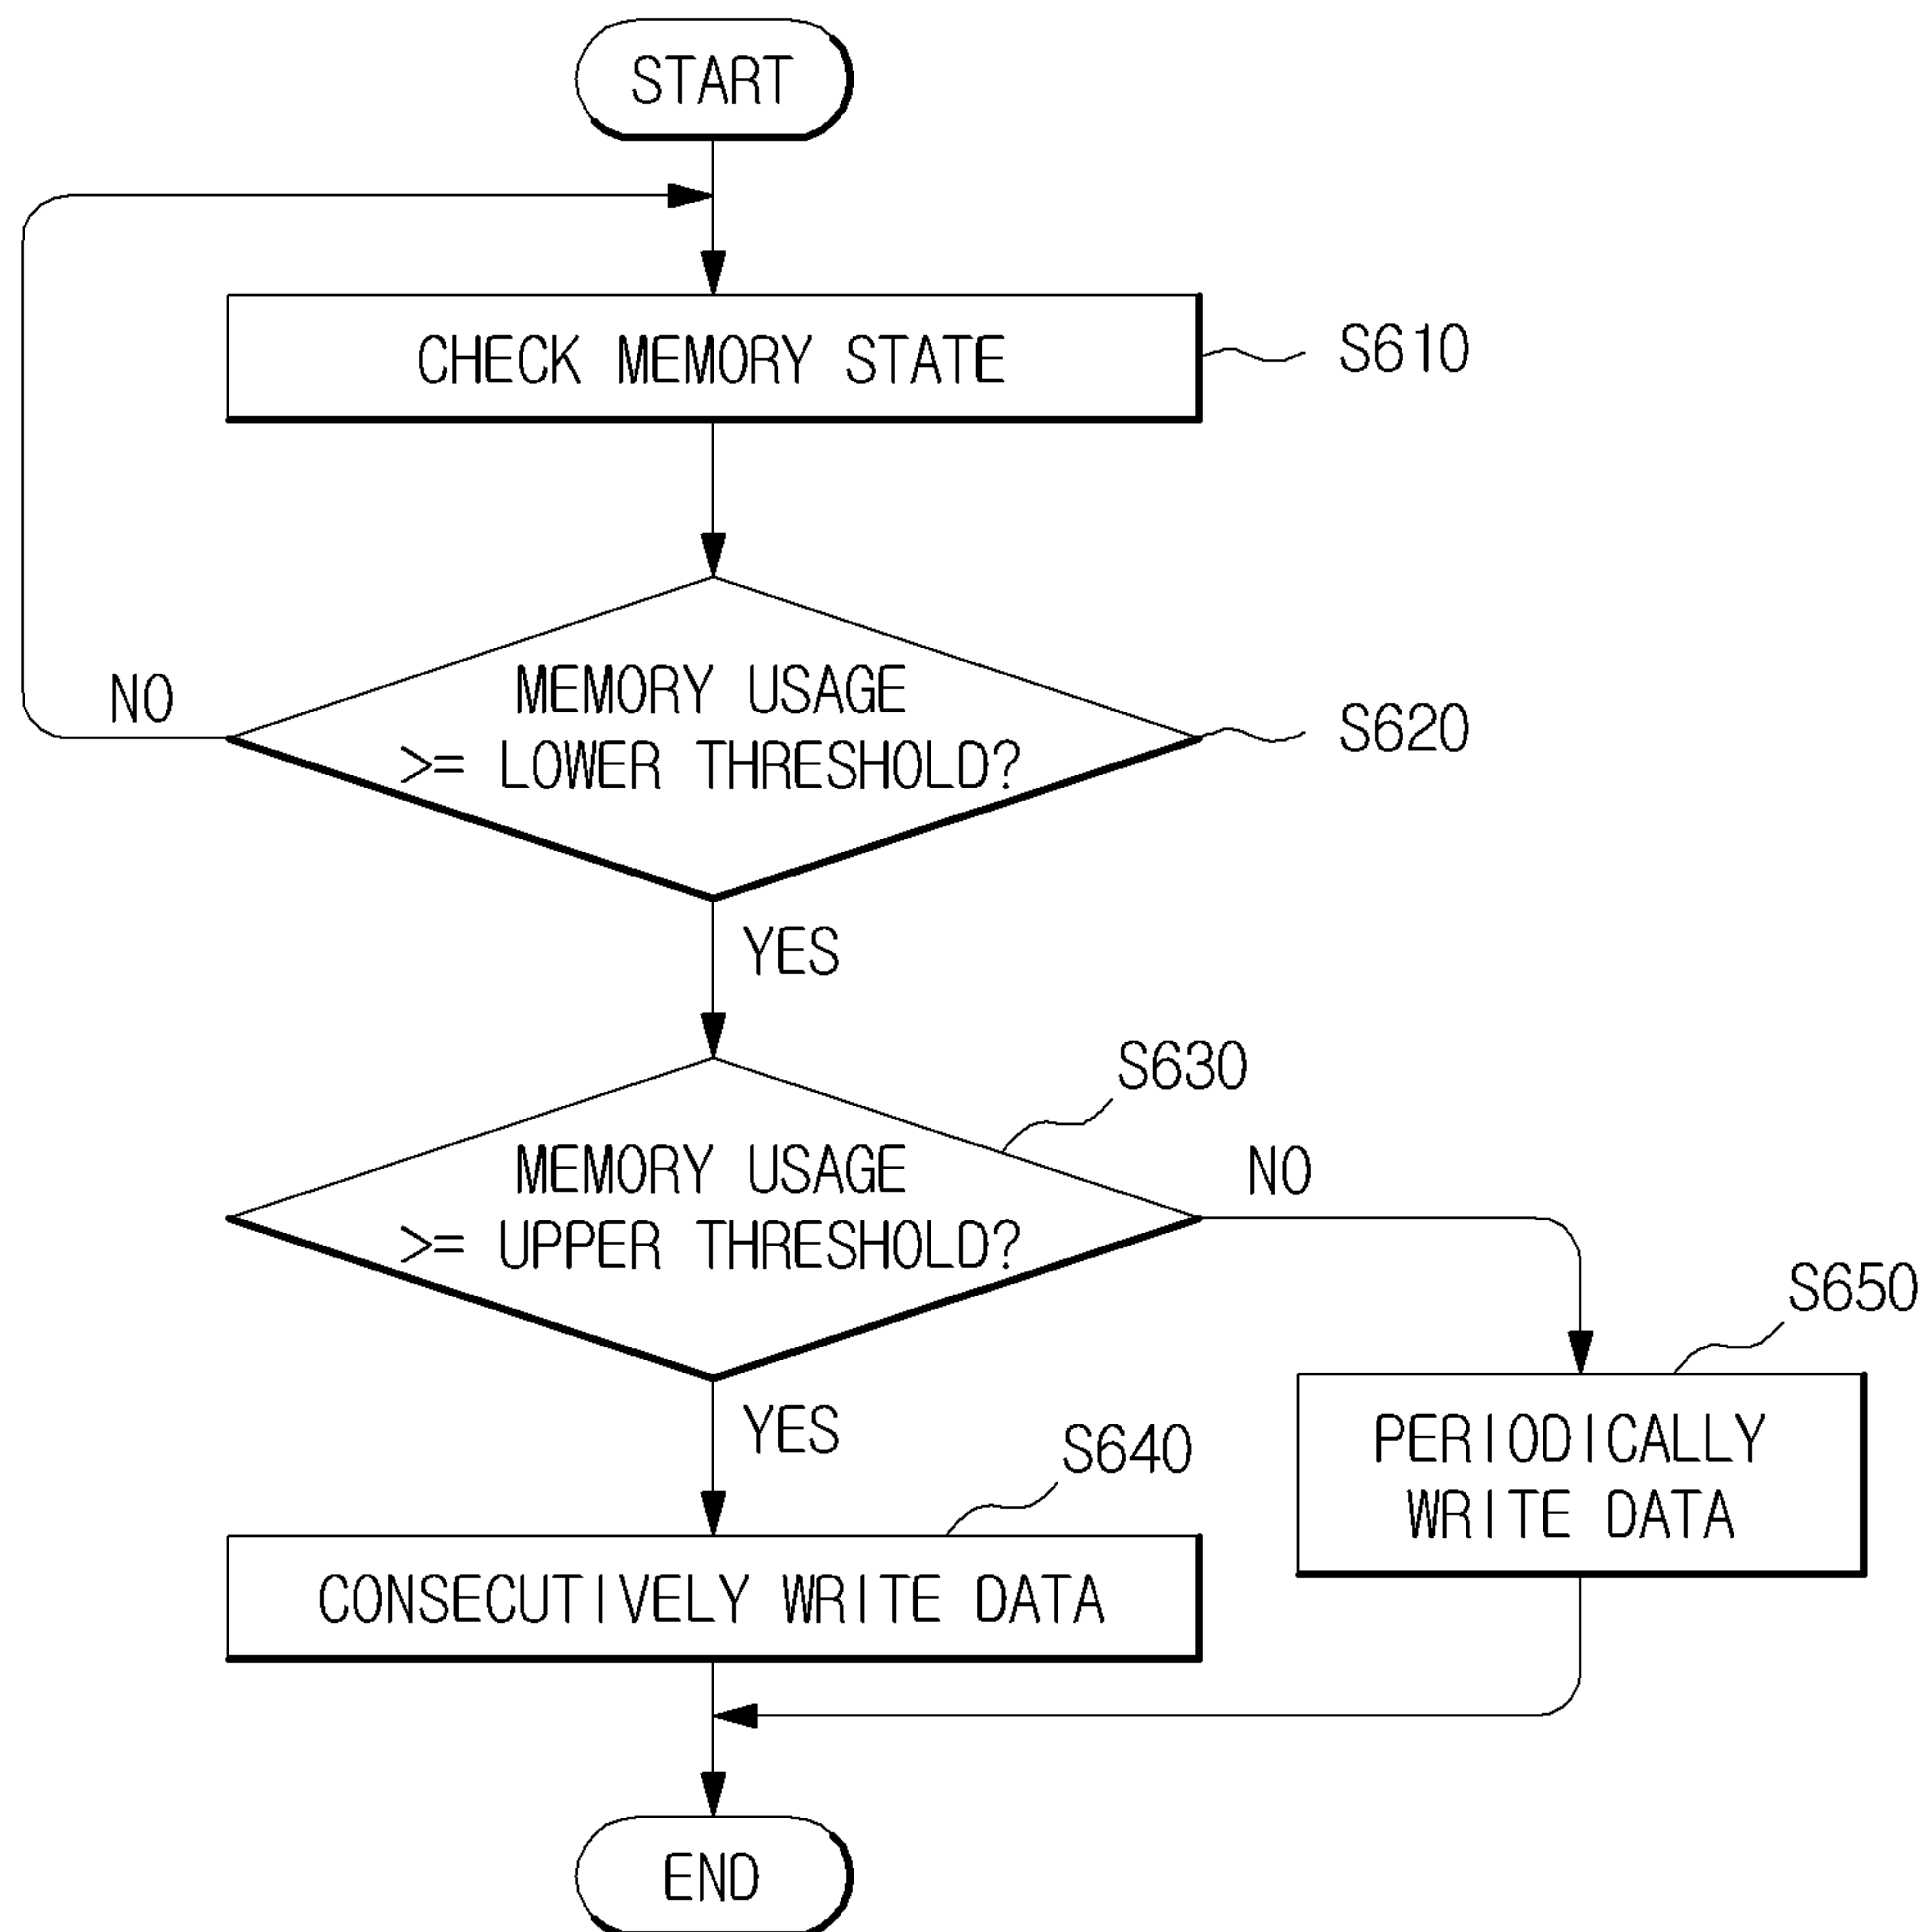 START
CHECK MEMORY STATE
S610
MEMORY USAGE
>= LOWER THRESHOLD?
S620
NO
YES
S630
MEMORY USAGE
>= UPPER THRESHOLD?
NO
YES
S650
PERIODICALLY
WRITE DATA
S640
CONSECUTIVELY WRITE DATA
END